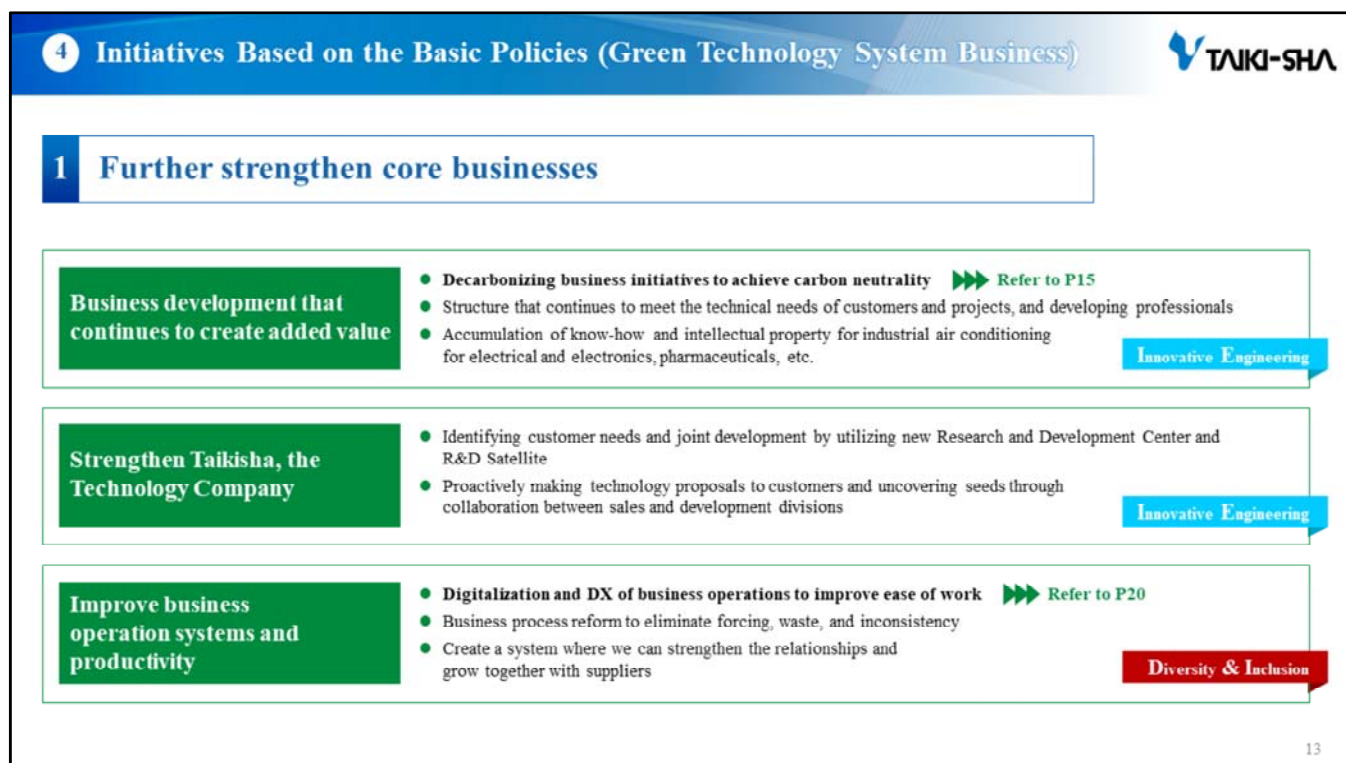 4 Initiatives Based on the Basic Policies (Green Technology System Business)
TAIKI-SHA
1 Further strengthen core businesses
Business development that
continues to create added value
● Decarbonizing business initiatives to achieve carbon neutrality Refer to P15
● Structure that continues to meet the technical needs of customers and projects, and developing professionals
● Accumulation of know-how and intellectual property for industrial air conditioning
for electrical and electronics, pharmaceuticals, etc.
Innovative Engineering
Strengthen Taikisha, the
Technology Company
● Identifying customer needs and joint development by utilizing new Research and Development Center and
R&D Satellite
● Proactively making technology proposals to customers and uncovering seeds through
collaboration between sales and development divisions
Innovative Engineering
Improve business
operation systems and
productivity
● Digitalization and DX of business operations to improve ease of work Refer to P20
● Business process reform to eliminate forcing, waste, and inconsistency
● Create a system where we can strengthen the relationships and
grow together with suppliers
Diversity & Inclusion
13